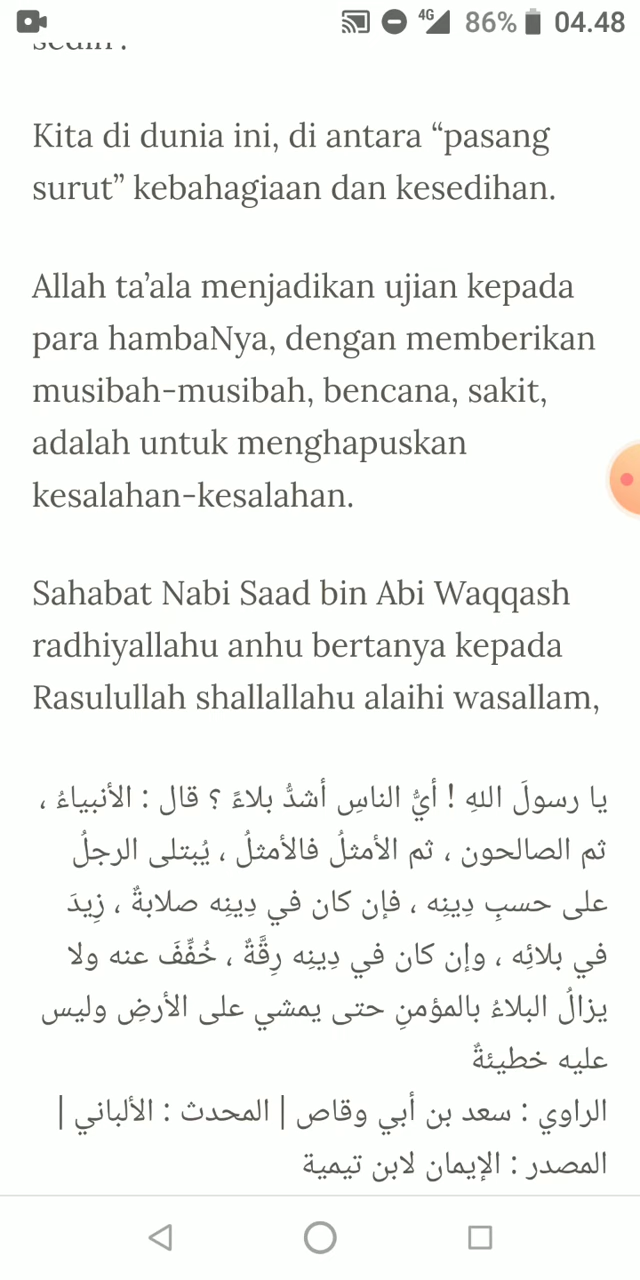 4G 86% 04.48
Kita di dunia ini, di antara “pasang
surut” kebahagiaan dan kesedihan.
Allah ta’ala menjadikan ujian kepada
para hambaNya, dengan memberikan
musibah-musibah, bencana, sakit,
adalah untuk menghapuskan
kesalahan-kesalahan.
Sahabat Nabi Saad bin Abi Waqqash
radhiyallahu anhu bertanya kepada
Rasulullah shallallahu alaihi wasallam,
يا رسولَ اللهِ ! أيُّ الناسِ أشدُّ بلاءً ؟ قال : الأنبياءُ ،
ثم الصالحون ، ثم الأمثلُ فالأمثلُ ، يُبتلى الرجلُ
على حسبِ دِينِه ، فإن كان في دِينِه صلابةٌ ، زِيدَ
في بلائِه ، وإن كان في دِينِه رِقَّةٌ ، خُفِّفَ عنه ولا
يزالُ البلاءُ بالمؤمنِ حتى يمشي على الأرضِ وليس
عليه خطيئةٌ
الراوي : سعد بن أبي وقاص | المحدث : الألباني |
المصدر : الإيمان لابن تيمية